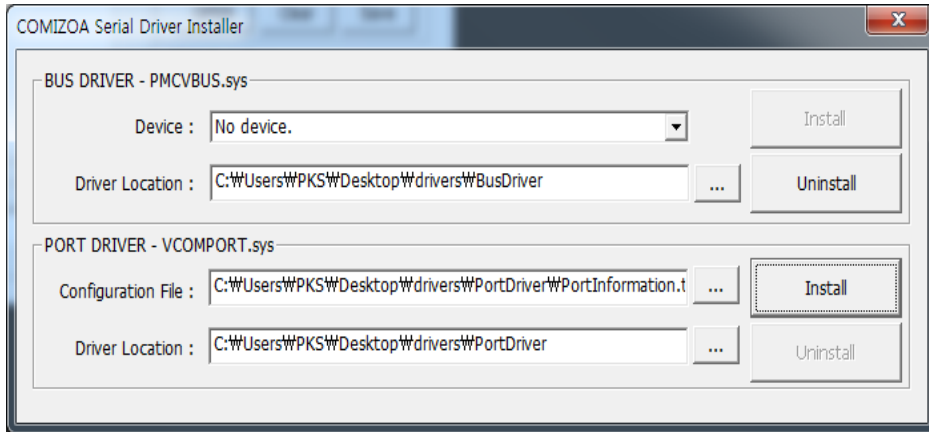 COMIZOA Serial Driver Installer
BUS DRIVER - PMCVBUS.sys
Device : No device. Install
Driver Location : C:₩Users₩PKS₩Desktop₩drivers₩BusDriver ... Uninstall
PORT DRIVER - VCOMPORT.sys
Configuration File : C:₩Users₩PKS₩Desktop₩drivers₩PortDriver₩PortInformation.t ... Install
Driver Location : C:₩Users₩PKS₩Desktop₩drivers₩PortDriver ... Uninstall